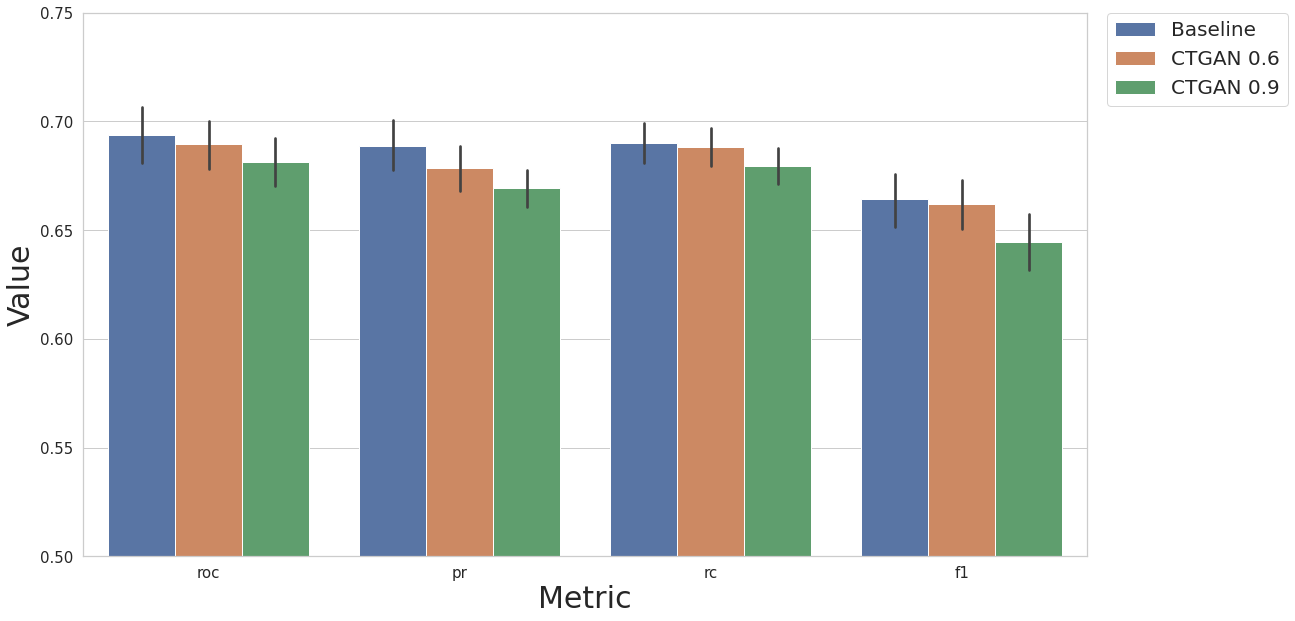 0.75
0.70
0.65
0.60
0.55
0.50
Value
roc pr rc f1
Metric
Baseline
CTGAN 0.6
CTGAN 0.9